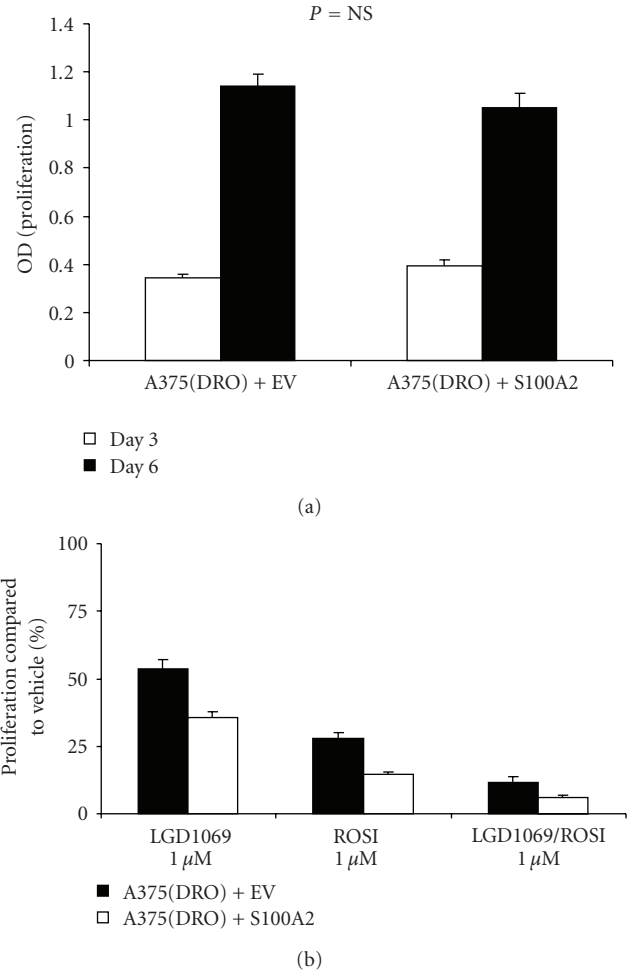 P = NS
1.4
1.2
1
0.8
0.6
0.4
0.2
0
OD (proliferation)
A375(DRO) + EV
A375(DRO) + S100A2
Day 3
Day 6
(a)
100
75
50
25
0
Proliferation compared
to vehicle (%)
LGD1069
1 μM
ROSI
1 μM
LGD1069/ROSI
1 μM
A375(DRO) + EV
A375(DRO) + S100A2
(b)